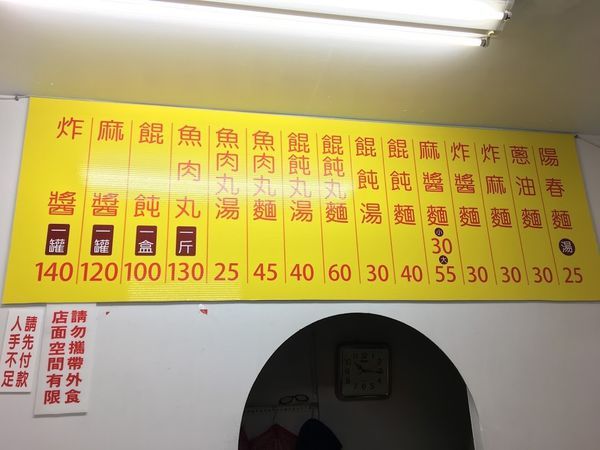 陽春麵 湯 25
蔥油麵 30
炸麻麵 30
炸醬麵 30
麻醬麵 小 30 大 55
餛飩麵 40
餛飩湯 30
餛飩丸麵 60
餛飩丸湯 40
魚肉丸麵 45
魚肉丸湯 25
魚肉丸 一斤 130
餛飩 一盒 100
麻醬 一罐 120
炸醬 一罐 140
請勿攜帶外食
店面空間有限
請先付款
人手不足